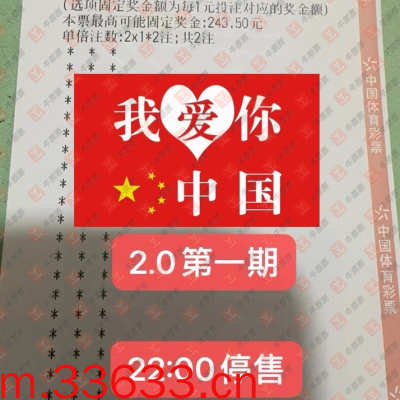 (选项固定奖金额为每1元投注对应的奖金额)
本票最高可能固定奖金:243.50元
单倍注数:2x1*2注;共2注
我爱你
中国
2.0第一期
22:00停售
m.33633.cn
中国体育彩票
中国体育彩票